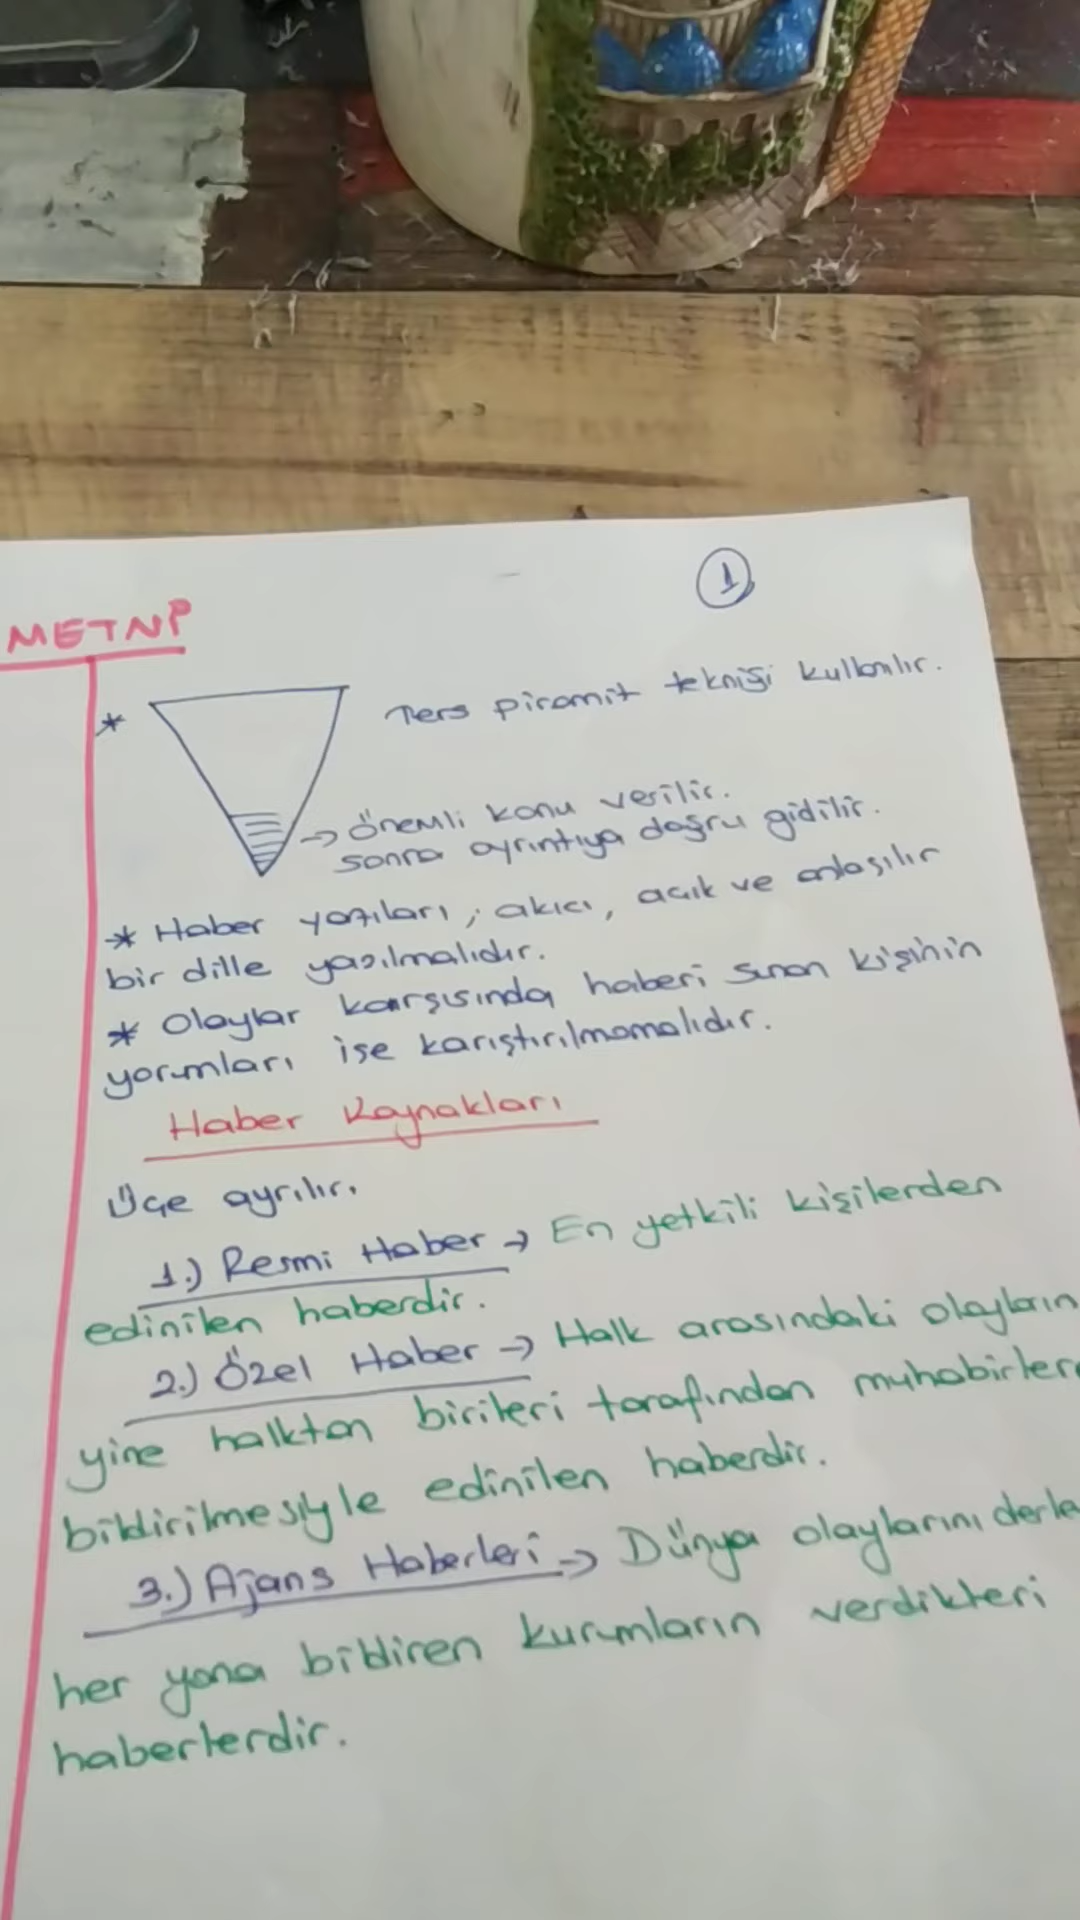 1
METNİ
* Ters piramit tekniği kullanılır.
→ Önemli konu verilir.
sonra ayrıntıya doğru gidilir.
* Haber yazıları, akıcı, açık ve anlaşılır
bir dille yazılmalıdır.
* Olaylar karşısında haberi sunan kişinin
yorumları ise karıştırılmamalıdır.
Haber Kaynakları
Üçe ayrılır.
1.) Resmi Haber → En yetkili kişilerden
edinilen haberdir.
2.) Özel Haber → Halk arasındaki olayların
yine halktan birileri tarafından muhabirlere
bildirilmesiyle edinilen haberdir.
3.) Ajans Haberleri → Dünya olaylarını
her yana bildiren kurumların verdikleri
haberlerdir.